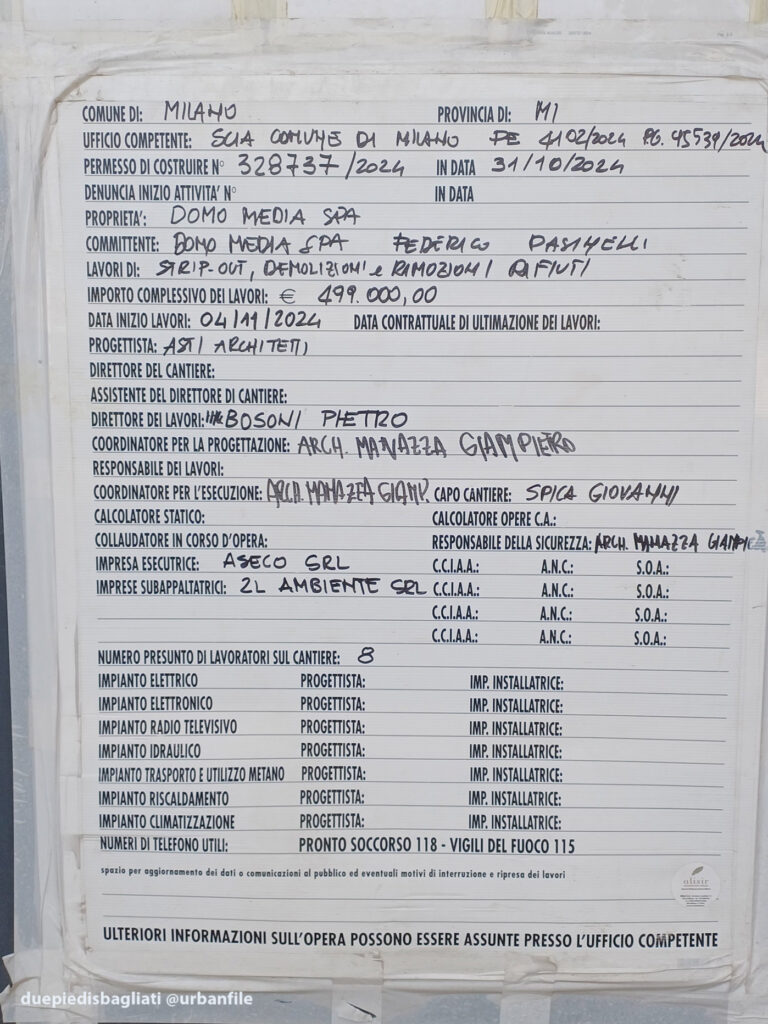 COMUNE DI: MILANO PROVINCIA DI: MI
UFFICIO COMPETENTE: SCIA COMUNE DI MILANO PE 4102/2024 PG. 45539/2024
PERMESSO DI COSTRUIRE N° 328737/2024 IN DATA 31/10/2024
DENUNCIA INIZIO ATTIVITA' N° IN DATA
PROPRIETA': DOMO MEDIA SPA
COMMITTENTE: DOMO MEDIA SPA FEDERICO
LAVORI DI: STRIP-OUT, DEMOLIZIONI e RIMOZIONI RIFIUTI
IMPORTO COMPLESSIVO DEI LAVORI: € 499.000,00
DATA INIZIO LAVORI: 04/11/2024 DATA CONTRATTUALE DI ULTIMAZIONE DEI LAVORI:
PROGETTISTA: ASTI ARCHITETTI
DIRETTORE DEL CANTIERE:
ASSISTENTE DEL DIRETTORE DI CANTIERE:
DIRETTORE DEI LAVORI: BOSONI PIETRO
COORDINATORE PER LA PROGETTAZIONE: ARCH. MANAZZA GIAMPIETRO
RESPONSABILE DEI LAVORI:
COORDINATORE PER L'ESECUZIONE: ARCH. MANAZZA GIAMP. CAPO CANTIERE: SPICA GIOVANNI
CALCOLATORE STATICO: CALCOLATORE OPERE C.A.:
COLLAUDATORE IN CORSO D'OPERA: RESPONSABILE DELLA SICUREZZA: ARCH. MANAZZA
IMPRESA ESECUTRICE: ASECO SRL C.C.I.A.A.: A.N.C.: S.O.A.:
IMPRESE SUBAPPALTATRICI: 2L AMBIENTE SRL C.C.I.A.A.: A.N.C.: S.O.A.:
C.C.I.A.A.: A.N.C.: S.O.A.:
C.C.I.A.A.: A.N.C.: S.O.A.:
NUMERO PRESUNTO DI LAVORATORI SUL CANTIERE: 8
IMPIANTO ELETTRICO PROGETTISTA: IMP. INSTALLATRICE:
IMPIANTO ELETTRONICO PROGETTISTA: IMP. INSTALLATRICE:
IMPIANTO RADIO TELEVISIVO PROGETTISTA: IMP. INSTALLATRICE:
IMPIANTO IDRAULICO PROGETTISTA: IMP. INSTALLATRICE:
IMPIANTO TRASPORTO E UTILIZZO METANO PROGETTISTA: IMP. INSTALLATRICE:
IMPIANTO RISCALDAMENTO PROGETTISTA: IMP. INSTALLATRICE:
IMPIANTO CLIMATIZZAZIONE PROGETTISTA: IMP. INSTALLATRICE:
NUMERI DI TELEFONO UTILI: PRONTO SOCCORSO 118 - VIGILI DEL FUOCO 115
spazio per aggiornamento dei dati o comunicazioni al pubblico ed eventuali motivi di interruzione e ripresa dei lavori
alisir
ULTERIORI INFORMAZIONI SULL'OPERA POSSONO ESSERE ASSUNTE PRESSO L'UFFICIO COMPETENTE
duepiedisbagliati @urbanfile